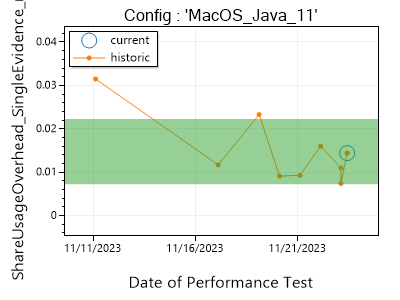 Config : 'MacOS_Java_11'
ShareUsageOverhead_SingleEvidence_
current
historic
0.04
0.03
0.02
0.01
0
11/11/2023
11/16/2023
11/21/2023
Date of Performance Test